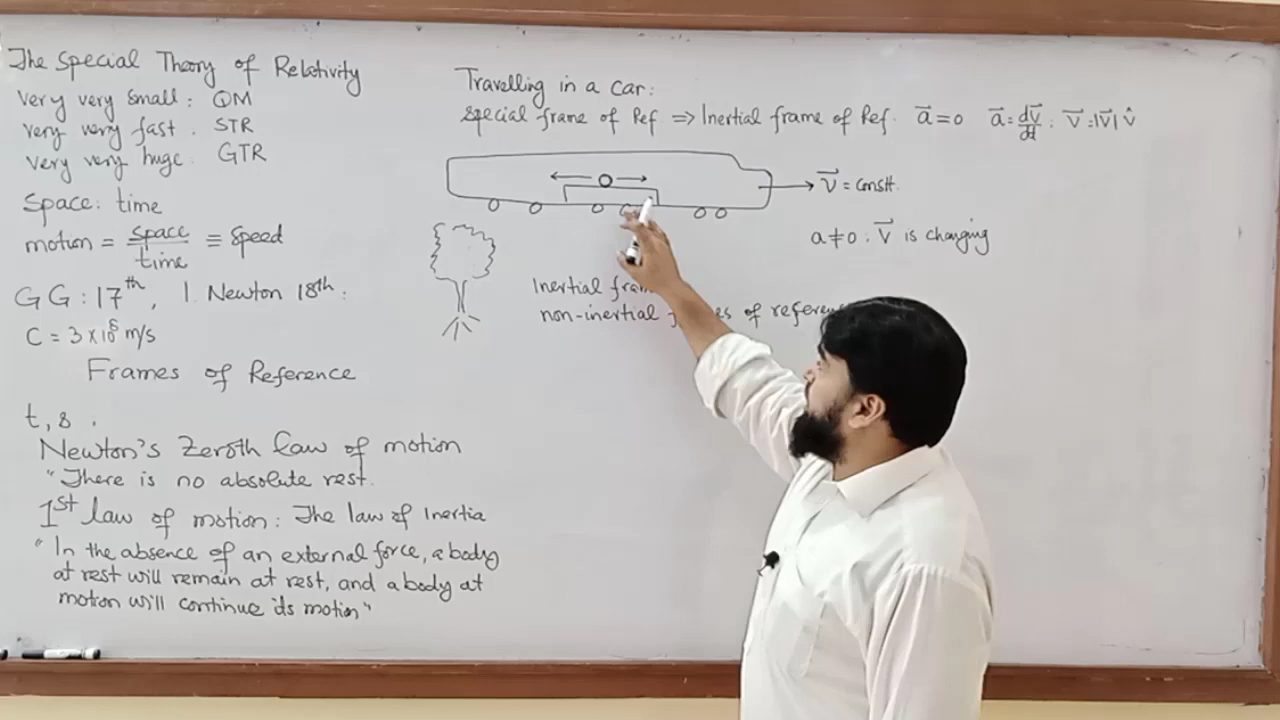 The Special Theory of Relativity
very very small: QM
very very fast. STR
very very huge: GTR
Space: time
motion = space/time ≡ speed
GG: 17th, I. Newton 18th:
C = 3×10⁸ m/s
Frames of Reference
t, s.
Newton's Zeroth law of motion
"There is no absolute rest.
1st law of motion: The law of Inertia
"In the absence of an external force, a body
at rest will remain at rest, and a body at
motion will continue its motion"
Travelling in a car:
Special frame of Ref ⇒ Inertial frame of Ref. a⃗ = 0 a⃗ = dv⃗/dt : v⃗ = |v⃗| v̂
v⃗ = const.
a ≠ 0 : v⃗ is changing
Inertial
non-inertial of